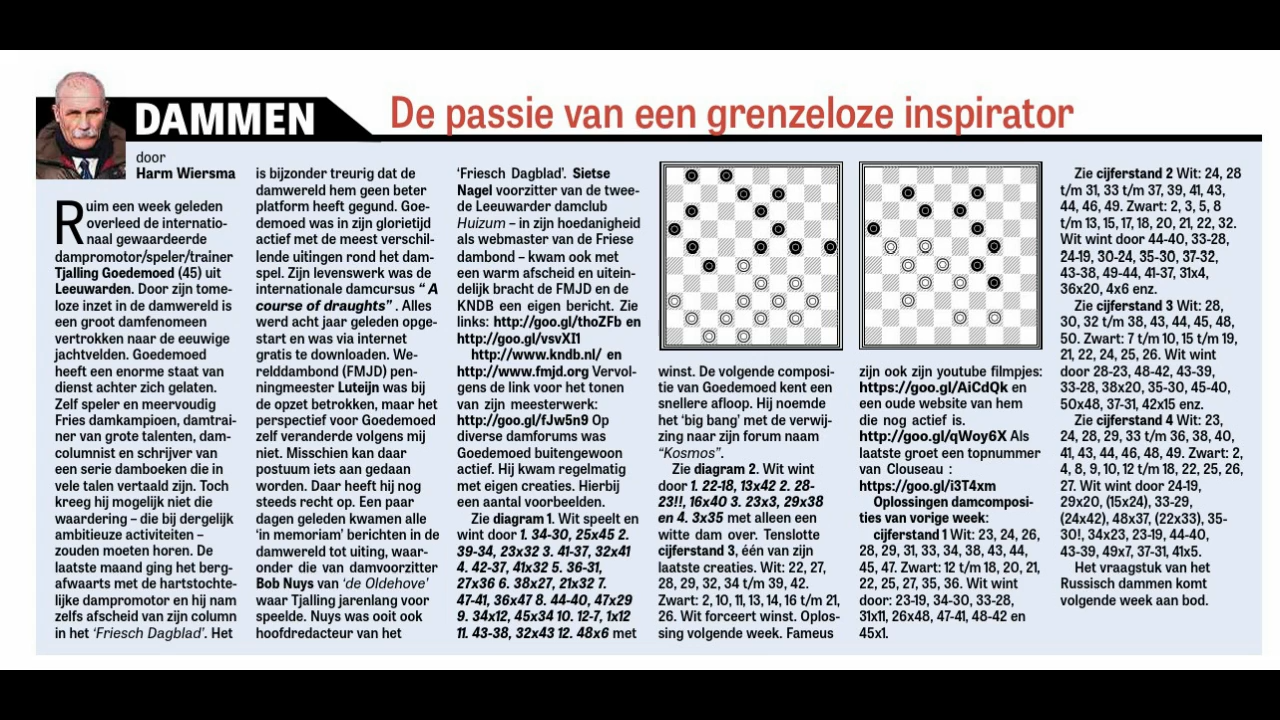 DAMMEN
De passie van een grenzeloze inspirator
door
Harm Wiersma
Ruim een week geleden
overleed de internatio-
naal gewaardeerde
dampromotor/speler/trainer
Tjalling Goedemoed (45) uit
Leeuwarden. Door zijn tome-
loze inzet in de damwereld is
een groot damfenomeen
vertrokken naar de eeuwige
jachtvelden. Goedemoed
heeft een enorme staat van
dienst achter zich gelaten.
Zelf speler en meervoudig
Fries damkampioen, damtrai-
ner van grote talenten, dam-
columnist en schrijver van
een serie damboeken die in
vele talen vertaald zijn. Toch
kreeg hij mogelijk niet die
waardering – die bij dergelijk
ambitieuze activiteiten –
zouden moeten horen. De
laatste maand ging het berg-
afwaarts met de hartstochte-
lijke dampromotor en hij nam
zelfs afscheid van zijn column
in het ‘Friesch Dagblad’. Het
is bijzonder treurig dat de
damwereld hem geen beter
platform heeft gegund. Goe-
demoed was in zijn glorietijd
actief met de meest verschil-
lende uitingen rond het dam-
spel. Zijn levenswerk was de
internationale damcursus “ A
course of draughts” . Alles
werd acht jaar geleden opge-
start en was via internet
gratis te downloaden. We-
relddambond (FMJD) pen-
ningmeester Luteijn was bij
de opzet betrokken, maar het
perspectief voor Goedemoed
zelf veranderde volgens mij
niet. Misschien kan daar
postuum iets aan gedaan
worden. Daar heeft hij nog
steeds recht op. Een paar
dagen geleden kwamen alle
‘in memoriam’ berichten in de
damwereld tot uiting, waar-
onder die van damvoorzitter
Bob Nuys van ‘de Oldehove’
waar Tjalling jarenlang voor
speelde. Nuys was ooit ook
hoofdredacteur van het
‘Friesch Dagblad’. Sietse
Nagel voorzitter van de twee-
de Leeuwarder damclub
Huizum – in zijn hoedanigheid
als webmaster van de Friese
dambond – kwam ook met
een warm afscheid en uitein-
delijk bracht de FMJD en de
KNDB een eigen bericht. Zie
links: http://goo.gl/thoZFb en
http://goo.gl/vsvXI1
http://www.kndb.nl/ en
http://www.fmjd.org Vervol-
gens de link voor het tonen
van zijn meesterwerk:
http://goo.gl/fJw5n9 Op
diverse damforums was
Goedemoed buitengewoon
actief. Hij kwam regelmatig
met eigen creaties. Hierbij
een aantal voorbeelden.
Zie diagram 1. Wit speelt en
wint door 1. 34-30, 25x45 2.
39-34, 23x32 3. 41-37, 32x41
4. 42-37, 41x32 5. 36-31,
27x36 6. 38x27, 21x32 7.
47-41, 36x47 8. 44-40, 47x29
9. 34x12, 45x34 10. 12-7, 1x12
11. 43-38, 32x43 12. 48x6 met
winst. De volgende composi-
tie van Goedemoed kent een
snellere afloop. Hij noemde
het ‘big bang’ met de verwij-
zing naar zijn forum naam
“Kosmos”.
Zie diagram 2. Wit wint
door 1. 22-18, 13x42 2. 28-
23!!, 16x40 3. 23x3, 29x38
en 4. 3x35 met alleen een
witte dam over. Tenslotte
cijferstand 3, één van zijn
laatste creaties. Wit: 22, 27,
28, 29, 32, 34 t/m 39, 42.
Zwart: 2, 10, 11, 13, 14, 16 t/m 21,
26. Wit forceert winst. Oplos-
sing volgende week. Fameus
zijn ook zijn youtube filmpjes:
https://goo.gl/AiCdQk en
een oude website van hem
die nog actief is.
http://goo.gl/qWoy6X Als
laatste groet een topnummer
van Clouseau :
https://goo.gl/i3T4xm
Oplossingen damcomposi-
ties van vorige week:
cijferstand 1 Wit: 23, 24, 26,
28, 29, 31, 33, 34, 38, 43, 44,
45, 47. Zwart: 12 t/m 18, 20, 21,
22, 25, 27, 35, 36. Wit wint
door: 23-19, 34-30, 33-28,
31x11, 26x48, 47-41, 48-42 en
45x1.
Zie cijferstand 2 Wit: 24, 28
t/m 31, 33 t/m 37, 39, 41, 43,
44, 46, 49. Zwart: 2, 3, 5, 8
t/m 13, 15, 17, 18, 20, 21, 22, 32.
Wit wint door 44-40, 33-28,
24-19, 30-24, 35-30, 37-32,
43-38, 49-44, 41-37, 31x4,
36x20, 4x6 enz.
Zie cijferstand 3 Wit: 28,
30, 32 t/m 38, 43, 44, 45, 48,
50. Zwart: 7 t/m 10, 15 t/m 19,
21, 22, 24, 25, 26. Wit wint
door 28-23, 48-42, 43-39,
33-28, 38x20, 35-30, 45-40,
50x48, 37-31, 42x15 enz.
Zie cijferstand 4 Wit: 23,
24, 28, 29, 33 t/m 36, 38, 40,
41, 43, 44, 46, 48, 49. Zwart: 2,
4, 8, 9, 10, 12 t/m 18, 22, 25, 26,
27. Wit wint door 24-19,
29x20, (15x24), 33-29,
(24x42), 48x37, (22x33), 35-
30!, 34x23, 23-19, 44-40,
43-39, 49x7, 37-31, 41x5.
Het vraagstuk van het
Russisch dammen komt
volgende week aan bod.